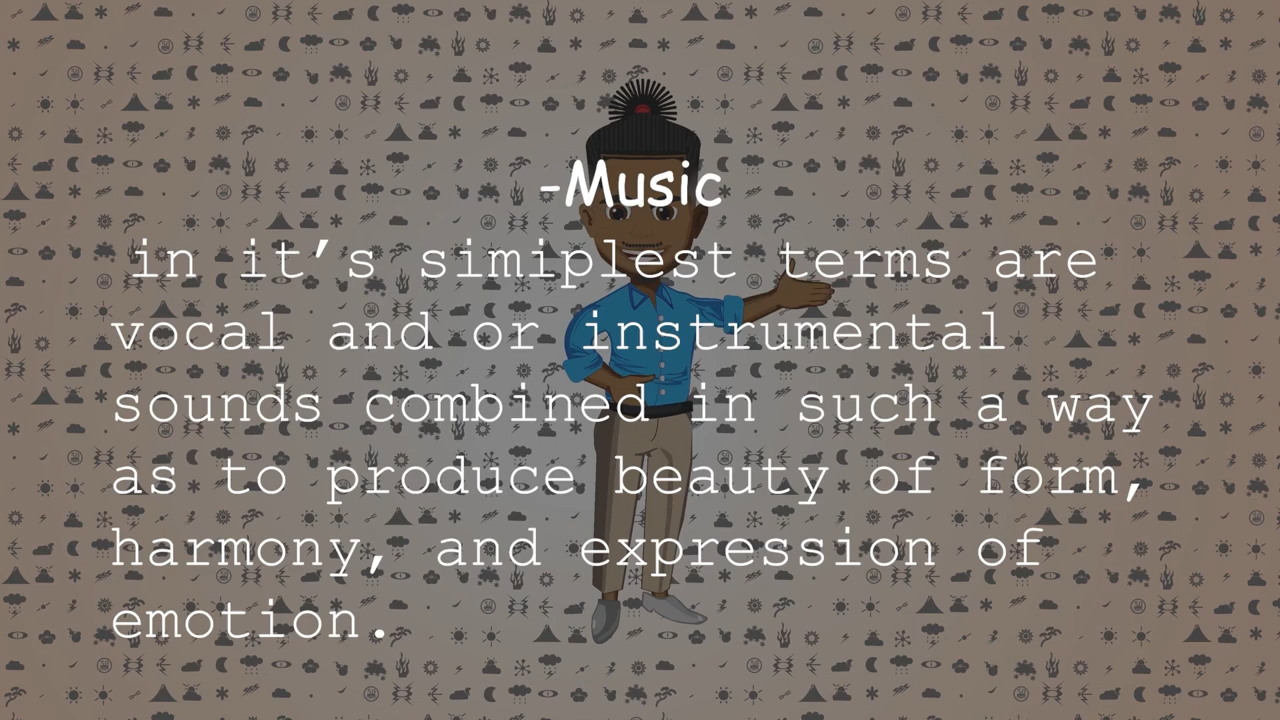 -Music
in it’s simiplest terms are
vocal and or instrumental
sounds combined in such a way
as to produce beauty of form,
harmony, and expression of
emotion.